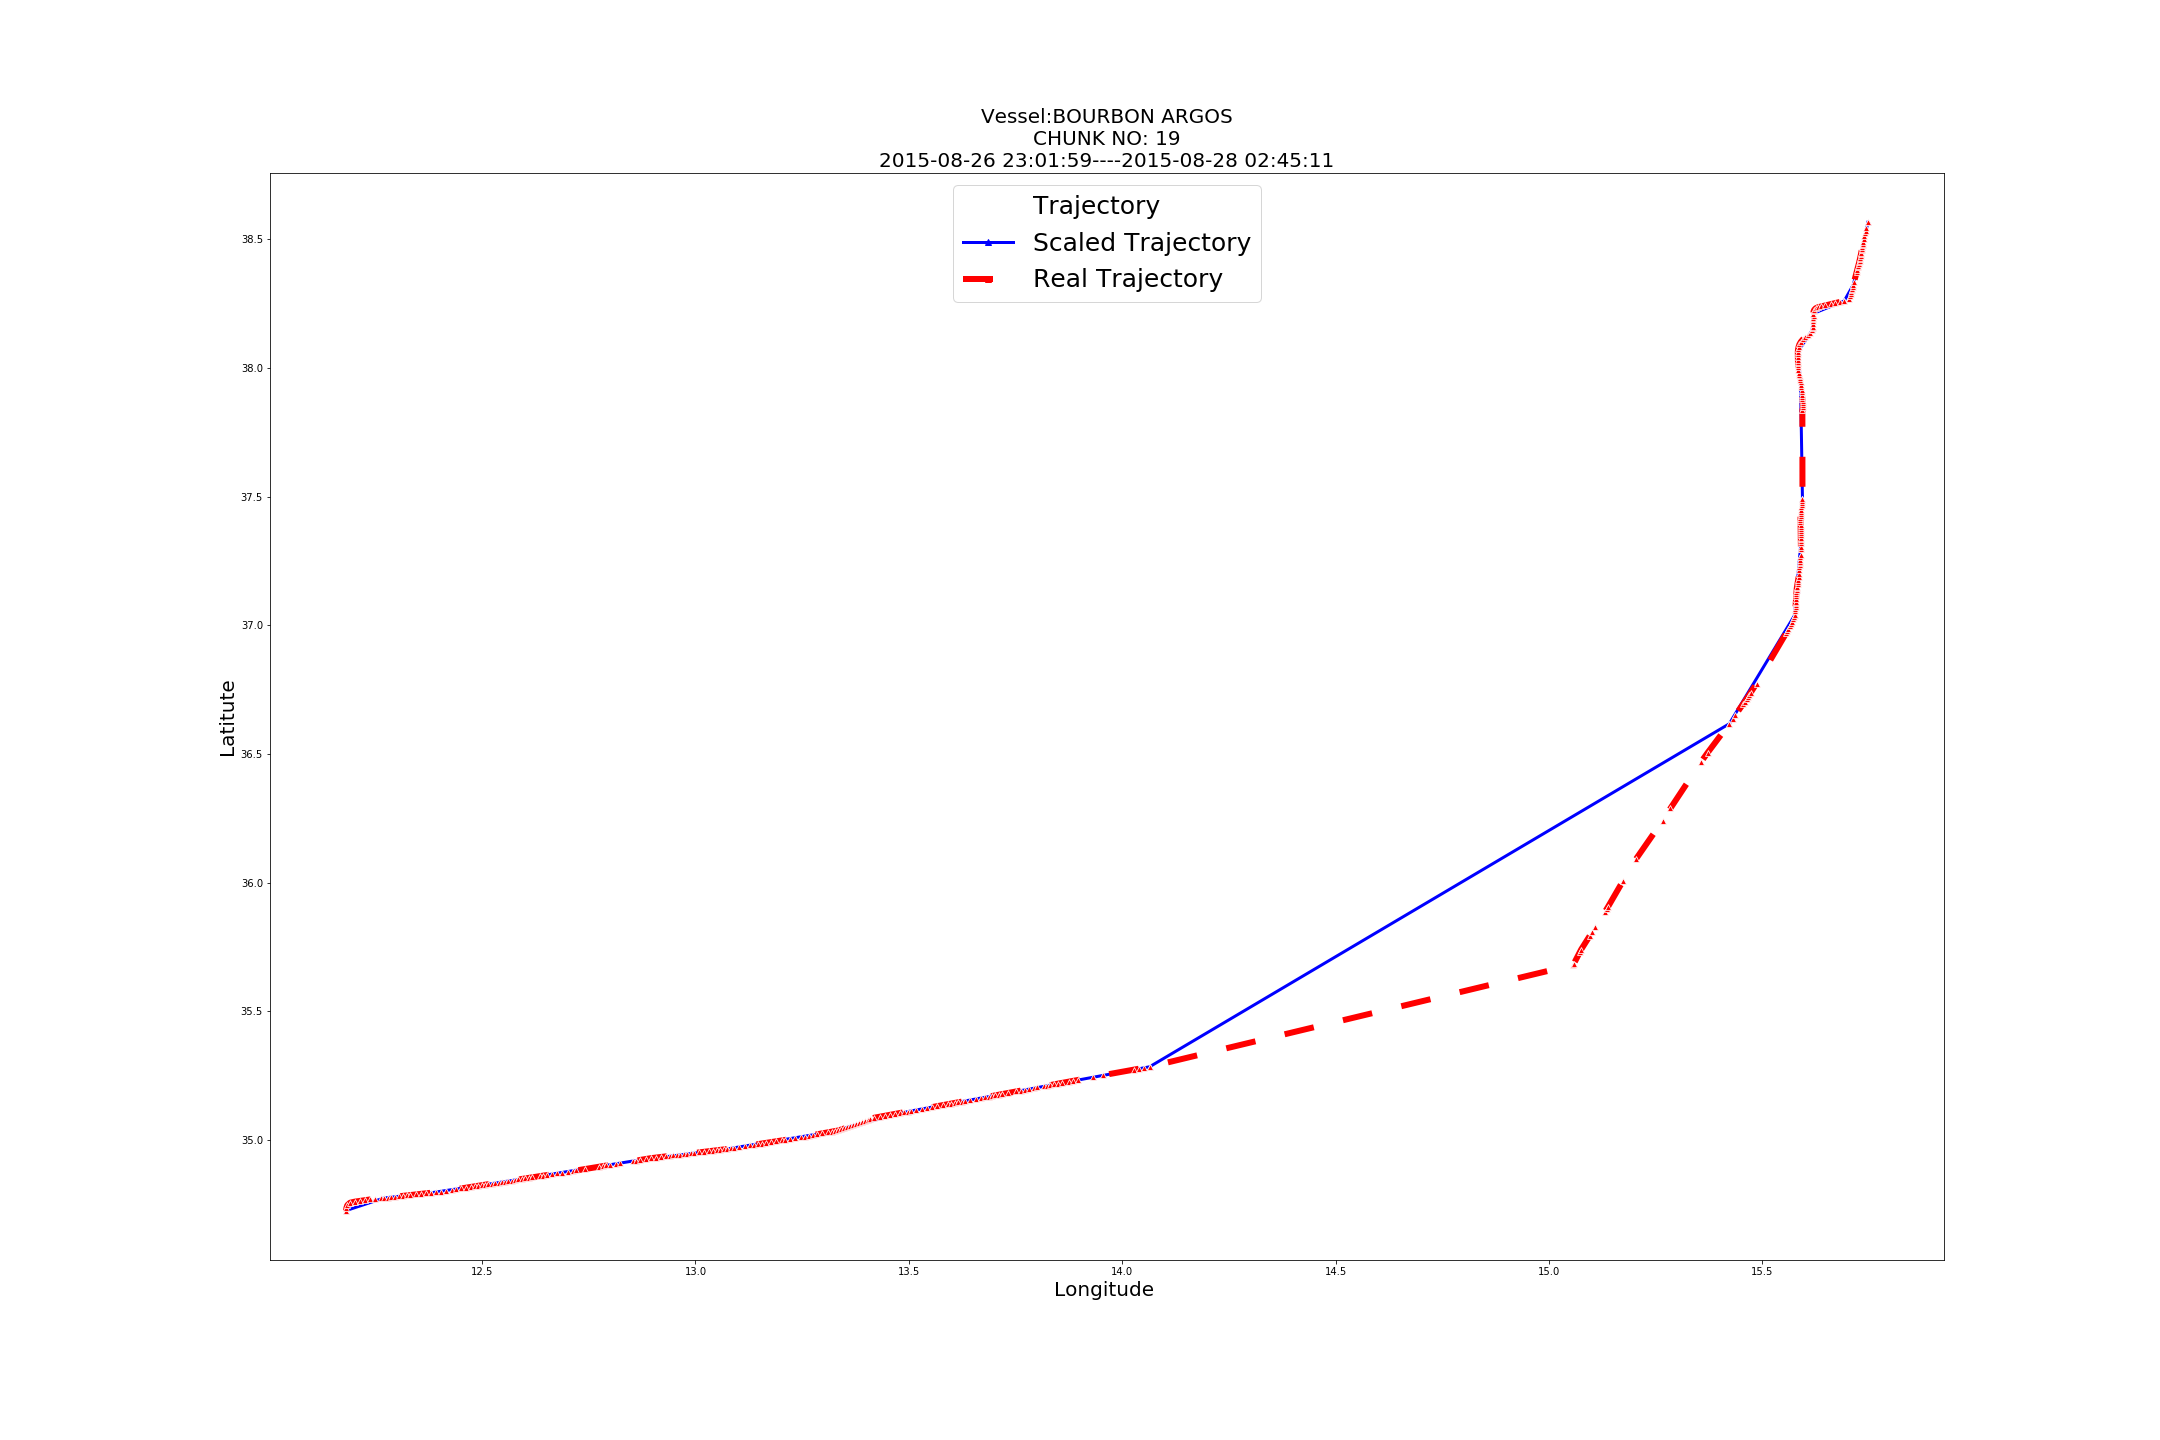 Vessel:BOURBON ARGOS
CHUNK NO: 19
2015-08-26 23:01:59----2015-08-28 02:45:11
Trajectory
Scaled Trajectory
Real Trajectory
38.5
38.0
37.5
37.0
36.5
36.0
35.5
35.0
Latitute
12.5 13.0 13.5 14.0 14.5 15.0 15.5
Longitude